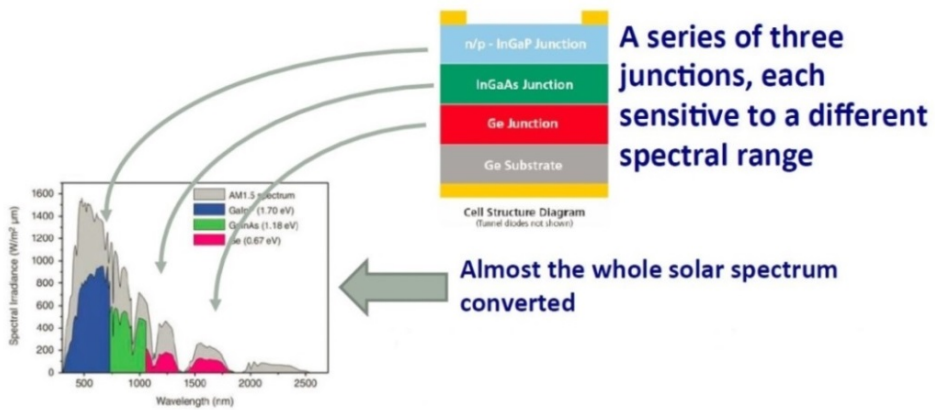 n/p - InGaP Junction
InGaAs Junction
Ge Junction
Ge Substrate
Cell Structure Diagram
(Tunnel diodes not shown)
A series of three
junctions, each
sensitive to a different
spectral range
Almost the whole solar spectrum
converted
AM1.5 spectrum
(1.70 eV)
(1.18 eV)
(0.67 eV)
Spectral Irradiance (W/m² µm)
1600
1400
1200
1000
800
600
400
200
0
500
1000
1500
2000
2500
Wavelength (nm)